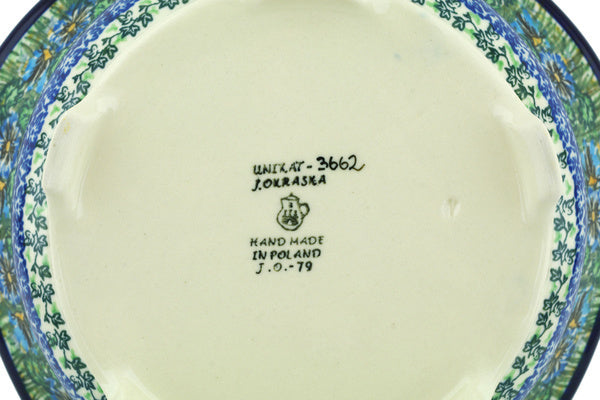 UNIKAT - 3662
J. OKRASKA
HAND MADE
IN POLAND
J.O.-79